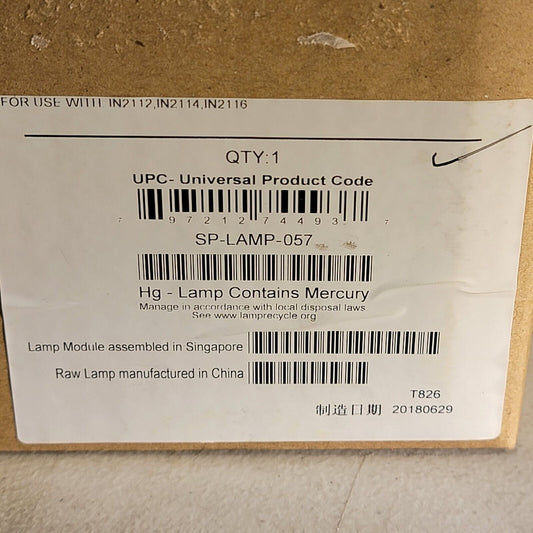 FOR USE WITH IN2112,IN2114,IN2116
QTY:1
UPC- Universal Product Code
7 97212 74493 7
SP-LAMP-057
Hg - Lamp Contains Mercury
Manage in accordance with local disposal laws
See www.lamprecycle.org
Lamp Module assembled in Singapore
Raw Lamp manufactured in China
T826
制造日期 20180629